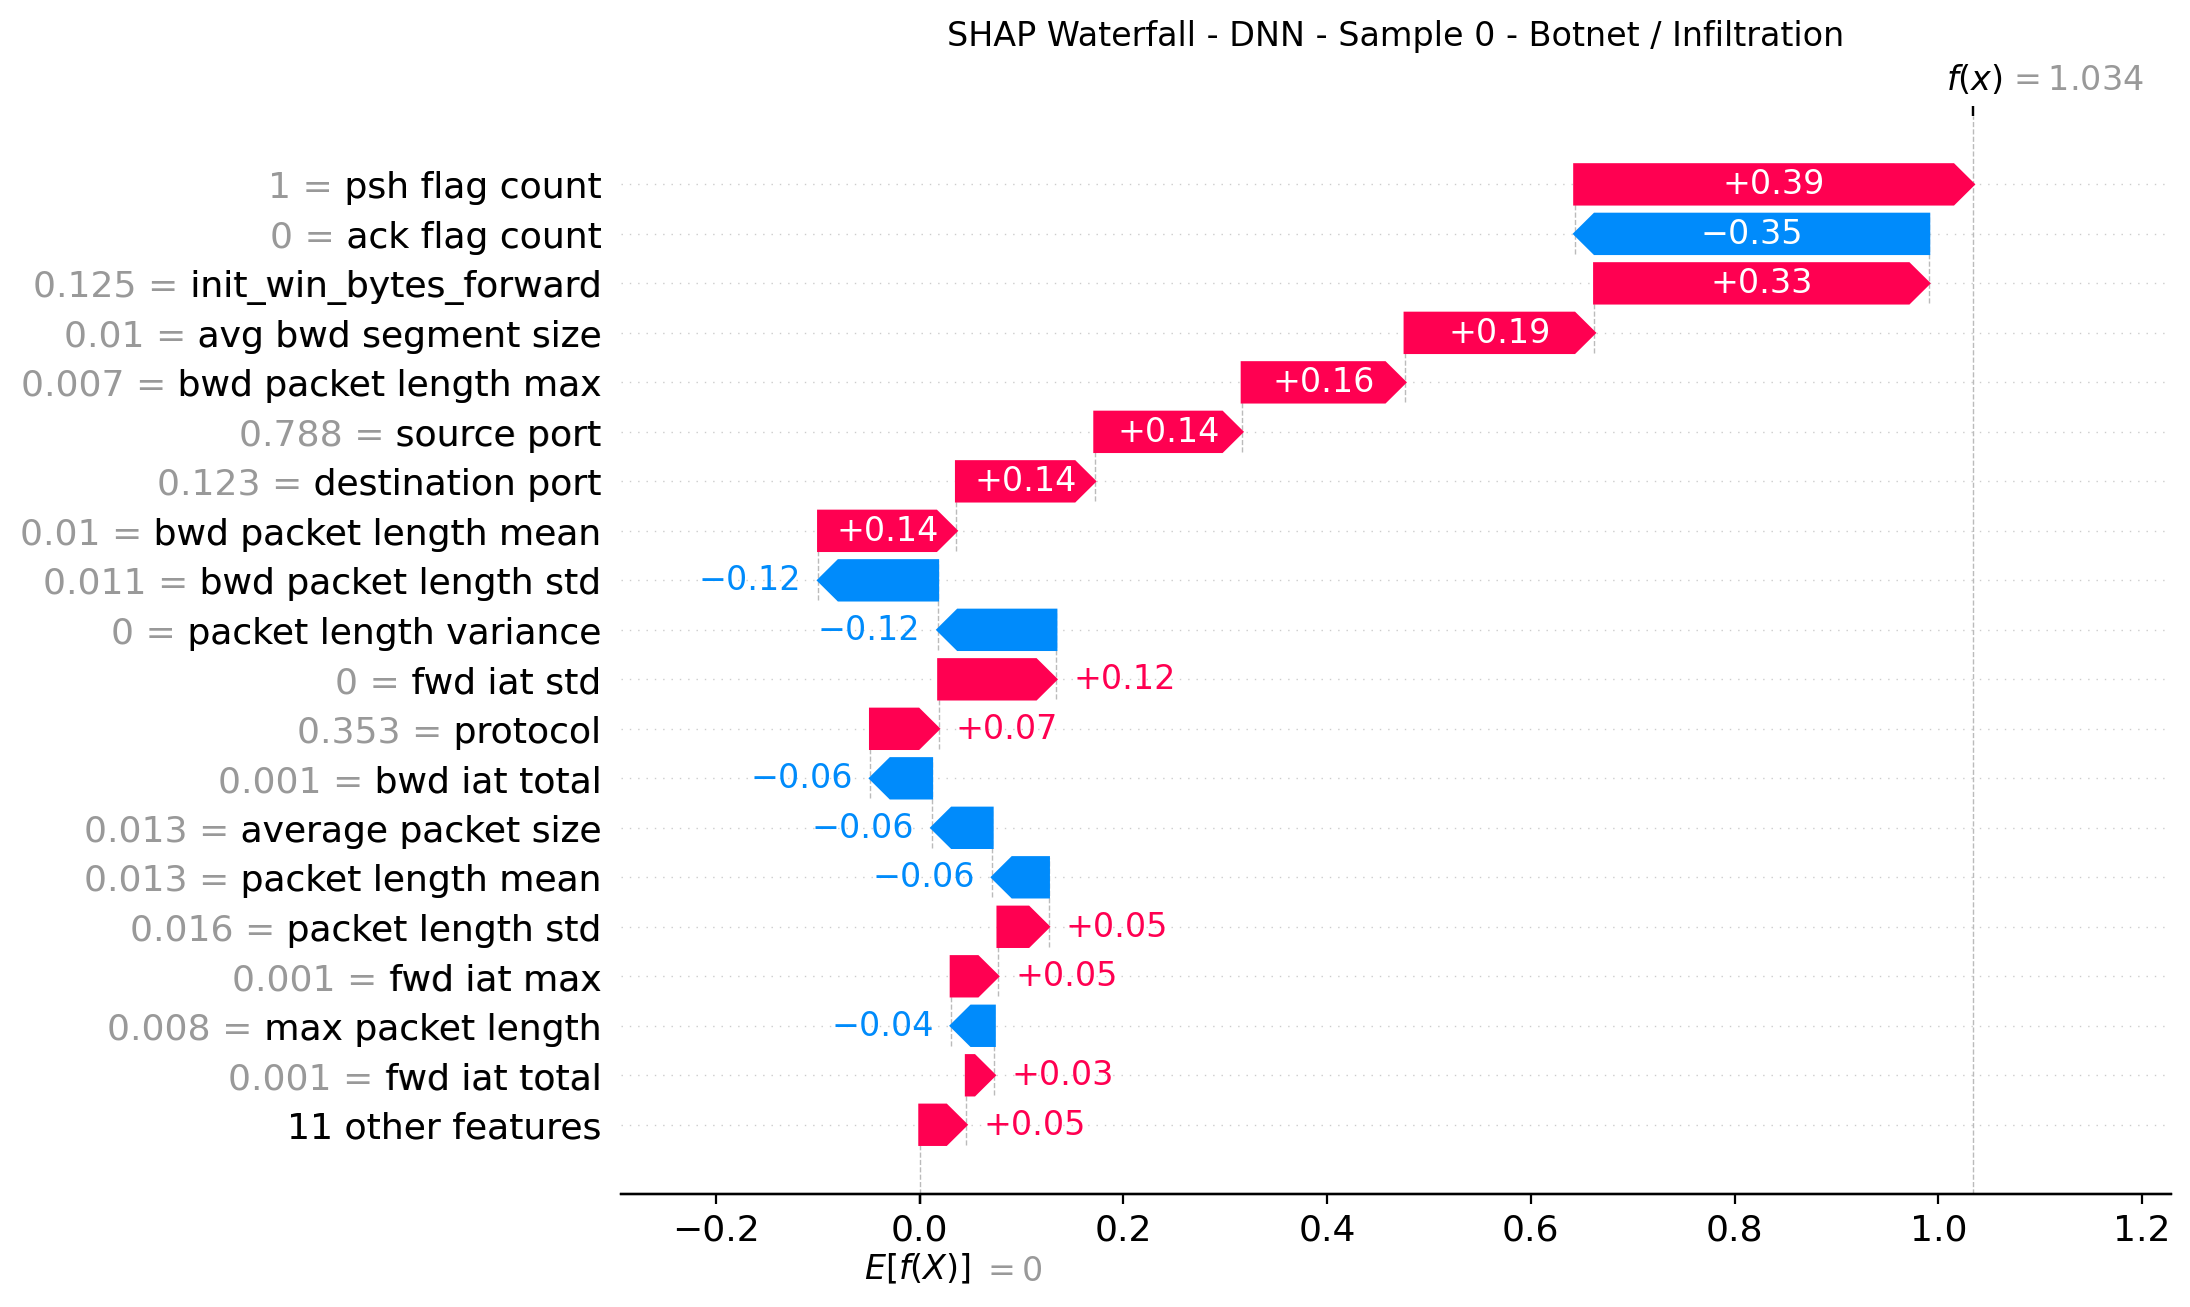 SHAP Waterfall - DNN - Sample 0 - Botnet / Infiltration
f(x) = 1.034
1 = psh flag count +0.39
0 = ack flag count −0.35
0.125 = init_win_bytes_forward +0.33
0.01 = avg bwd segment size +0.19
0.007 = bwd packet length max +0.16
0.788 = source port +0.14
0.123 = destination port +0.14
0.01 = bwd packet length mean +0.14
0.011 = bwd packet length std −0.12
0 = packet length variance −0.12
0 = fwd iat std +0.12
0.353 = protocol +0.07
0.001 = bwd iat total −0.06
0.013 = average packet size −0.06
0.013 = packet length mean −0.06
0.016 = packet length std +0.05
0.001 = fwd iat max +0.05
0.008 = max packet length −0.04
0.001 = fwd iat total +0.03
11 other features +0.05
−0.2 0.0 0.2 0.4 0.6 0.8 1.0 1.2
E[f(X)] = 0